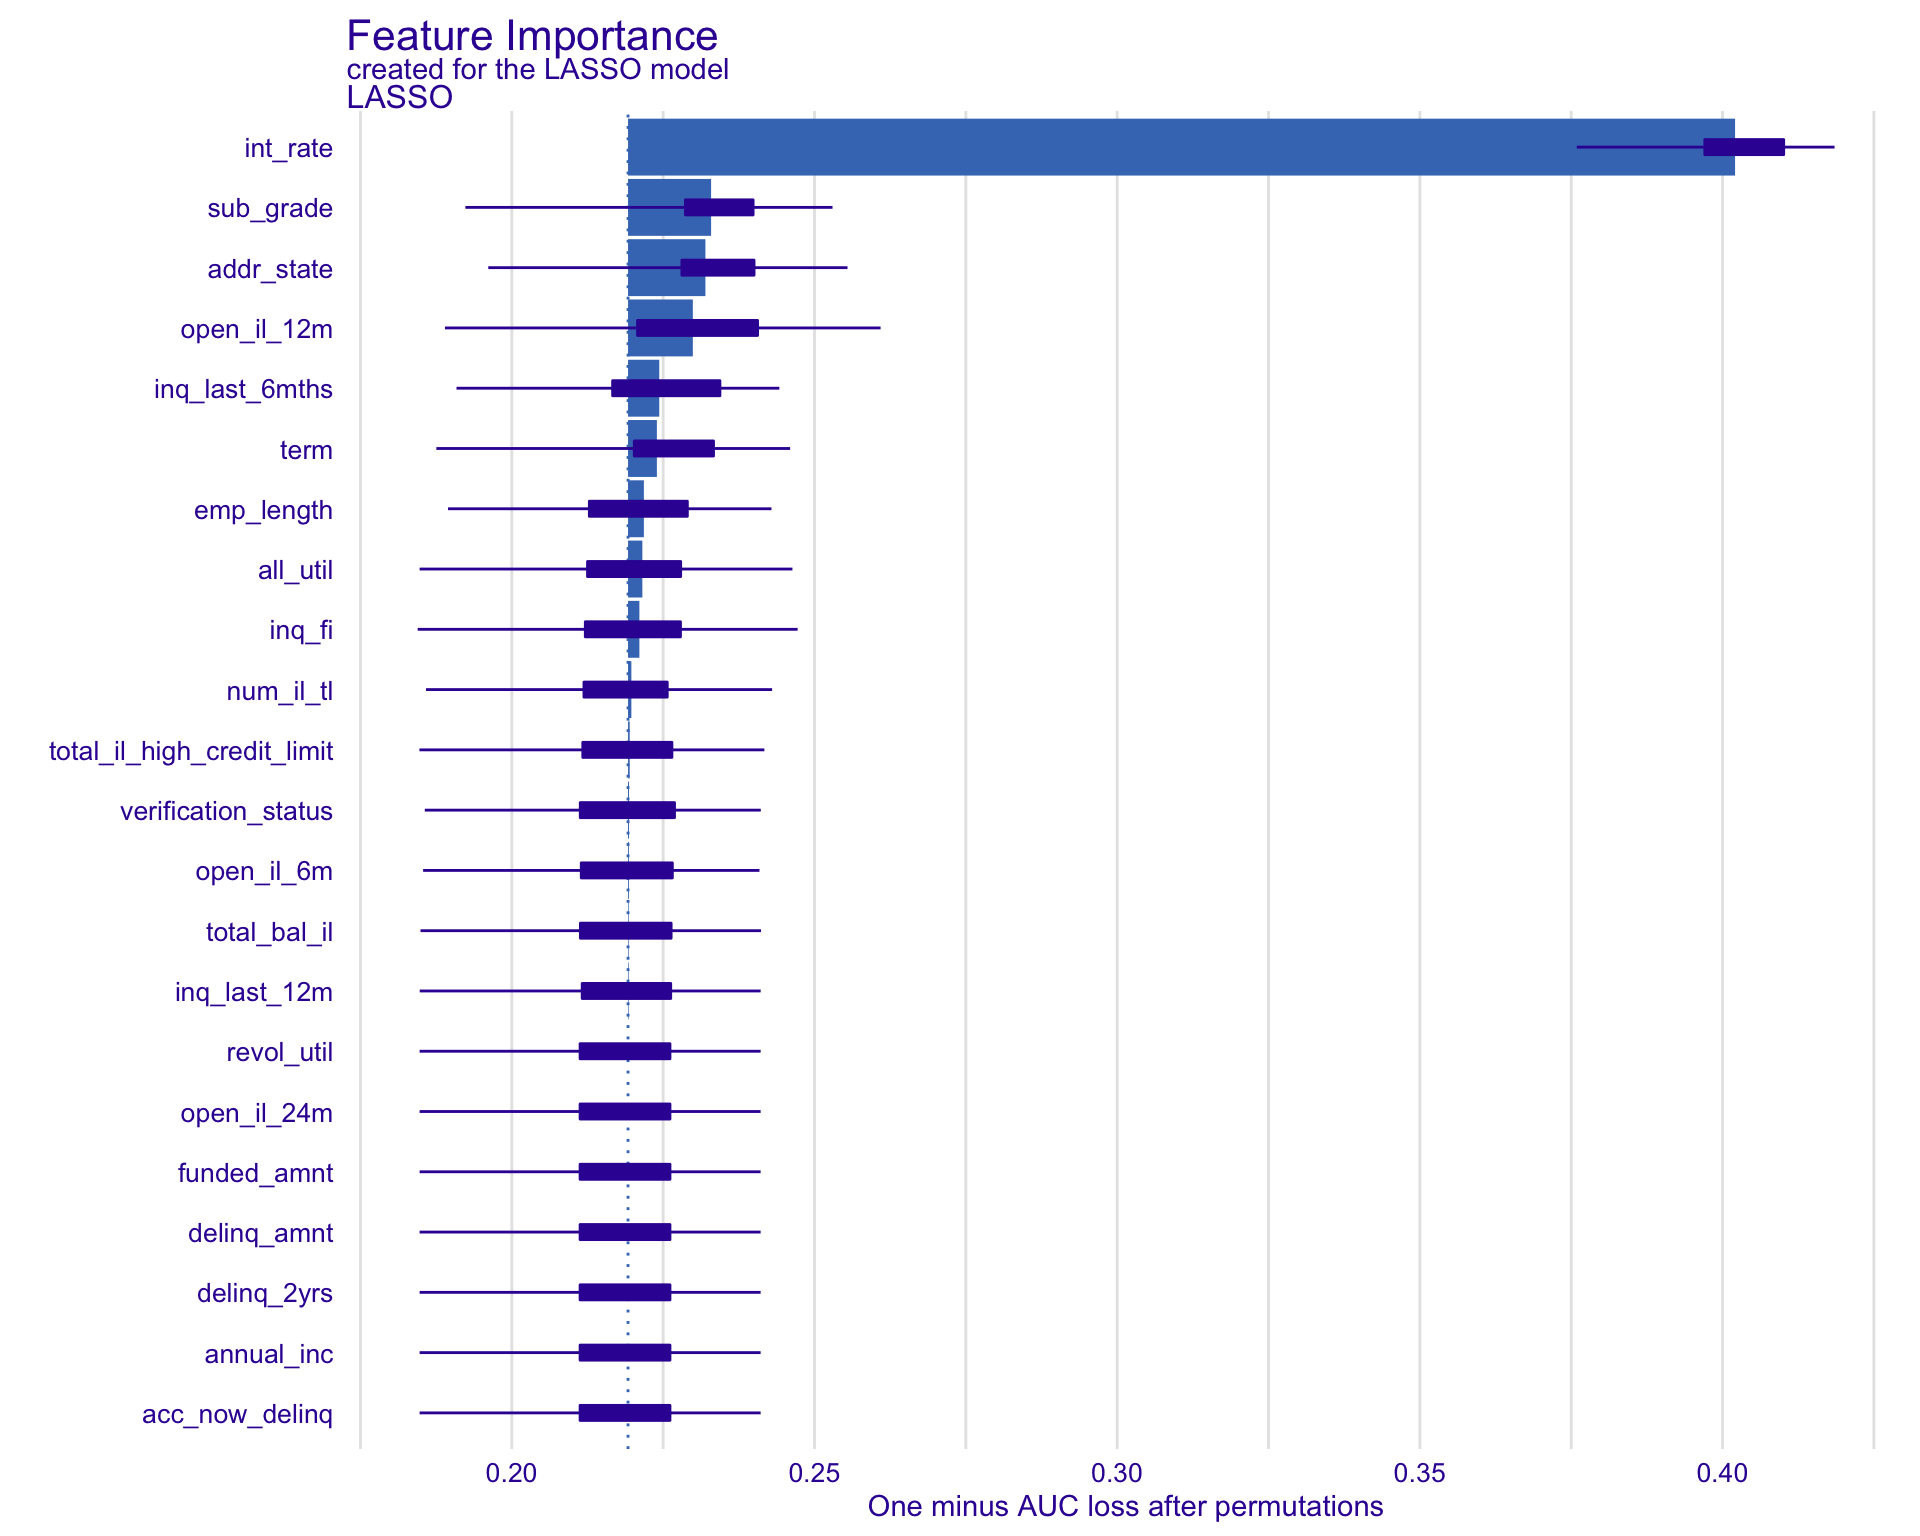 Feature Importance
created for the LASSO model
LASSO
int_rate
sub_grade
addr_state
open_il_12m
inq_last_6mths
term
emp_length
all_util
inq_fi
num_il_tl
total_il_high_credit_limit
verification_status
open_il_6m
total_bal_il
inq_last_12m
revol_util
open_il_24m
funded_amnt
delinq_amnt
delinq_2yrs
annual_inc
acc_now_delinq
0.20 0.25 0.30 0.35 0.40
One minus AUC loss after permutations